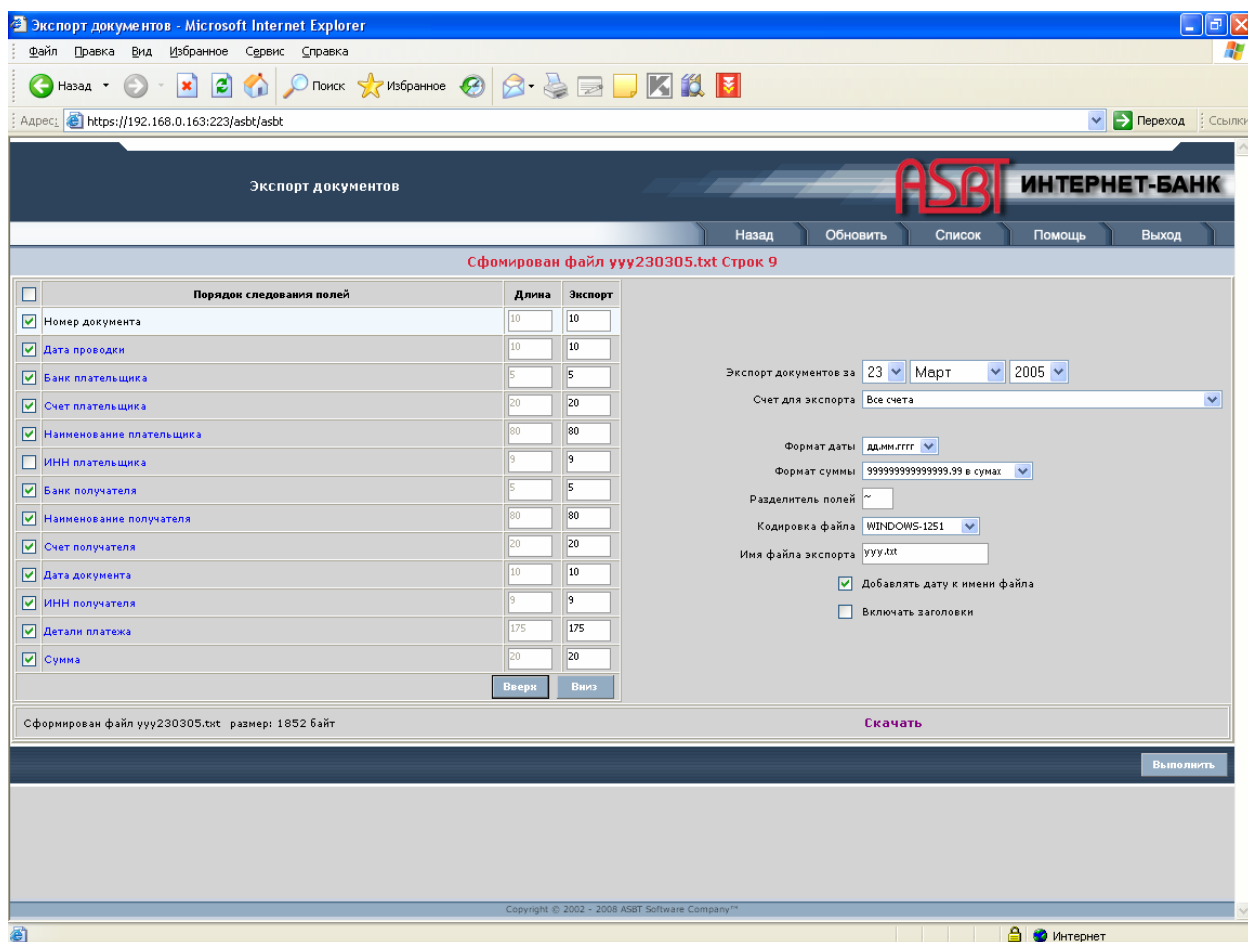 Экспорт документов - Microsoft Internet Explorer
Файл Правка Вид Избранное Сервис Справка
Назад Поиск Избранное
Адрес: https://192.168.0.163:223/asbt/asbt Переход Ссылки
Экспорт документов ASBT ИНТЕРНЕТ-БАНК
Назад Обновить Список Помощь Выход
Сфомирован файл yyy230305.txt Строк 9
Порядок следования полей Длина Экспорт
Номер документа 10 10
Дата проводки 10 10
Банк плательщика 5 5
Счет плательщика 20 20
Наименование плательщика 80 80
ИНН плательщика 9 9
Банк получателя 5 5
Наименование получателя 80 80
Счет получателя 20 20
Дата документа 10 10
ИНН получателя 9 9
Детали платежа 175 175
Сумма 20 20
Вверх Вниз
Экспорт документов за 23 Март 2005
Счет для экспорта Все счета
Формат даты дд.мм.гггг
Формат суммы 999999999999999.99 в сумах
Разделитель полей ~
Кодировка файла WINDOWS-1251
Имя файла экспорта yyy.txt
Добавлять дату к имени файла
Включать заголовки
Сформирован файл yyy230305.txt размер: 1852 байт Скачать
Выполнить
Copyright © 2002 - 2008 ASBT Software Company™
Интернет